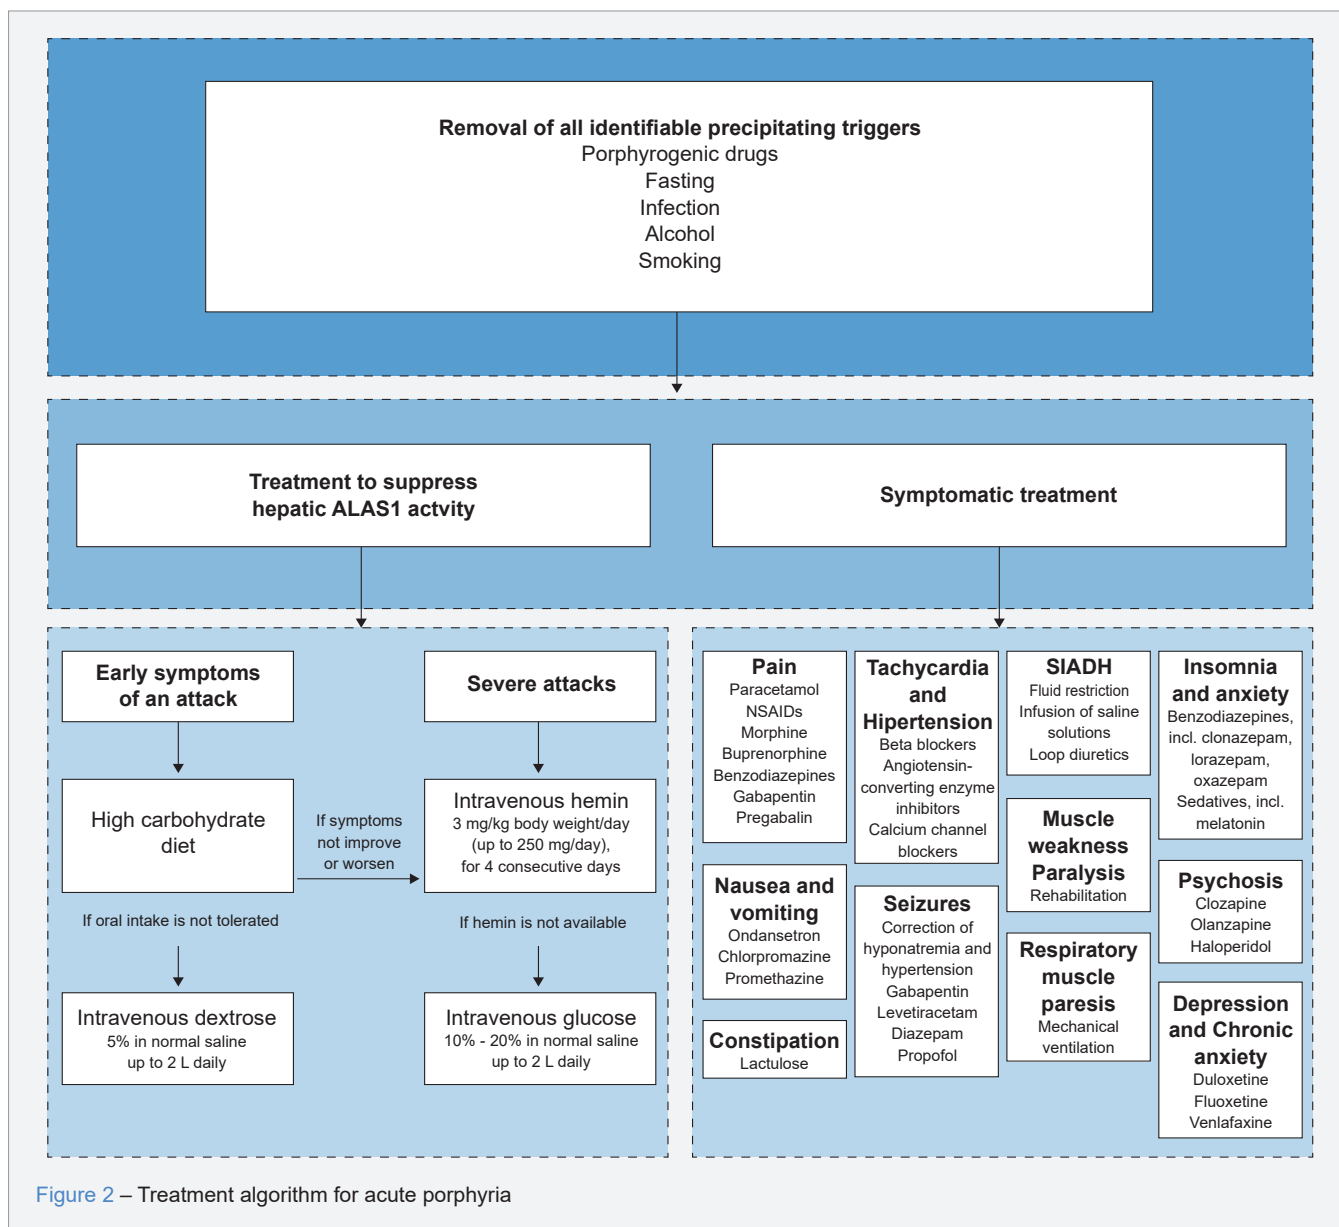 Removal of all identifiable precipitating triggers
Porphyrogenic drugs
Fasting
Infection
Alcohol
Smoking
Treatment to suppress
hepatic ALAS1 actvity
Symptomatic treatment
Early symptoms
of an attack
High carbohydrate
diet
If oral intake is not tolerated
Intravenous dextrose
5% in normal saline
up to 2 L daily
If symptoms
not improve
or worsen
Severe attacks
Intravenous hemin
3 mg/kg body weight/day
(up to 250 mg/day),
for 4 consecutive days
If hemin is not available
Intravenous glucose
10% - 20% in normal saline
up to 2 L daily
Pain
Paracetamol
NSAIDs
Morphine
Buprenorphine
Benzodiazepines
Gabapentin
Pregabalin
Nausea and
vomiting
Ondansetron
Chlorpromazine
Promethazine
Constipation
Lactulose
Tachycardia
and
Hipertension
Beta blockers
Angiotensin-
converting enzyme
inhibitors
Calcium channel
blockers
Seizures
Correction of
hyponatremia and
hypertension
Gabapentin
Levetiracetam
Diazepam
Propofol
SIADH
Fluid restriction
Infusion of saline
solutions
Loop diuretics
Muscle
weakness
Paralysis
Rehabilitation
Respiratory
muscle
paresis
Mechanical
ventilation
Insomnia
and anxiety
Benzodiazepines,
incl. clonazepam,
lorazepam,
oxazepam
Sedatives, incl.
melatonin
Psychosis
Clozapine
Olanzapine
Haloperidol
Depression
and Chronic
anxiety
Duloxetine
Fluoxetine
Venlafaxine
Figure 2 – Treatment algorithm for acute porphyria